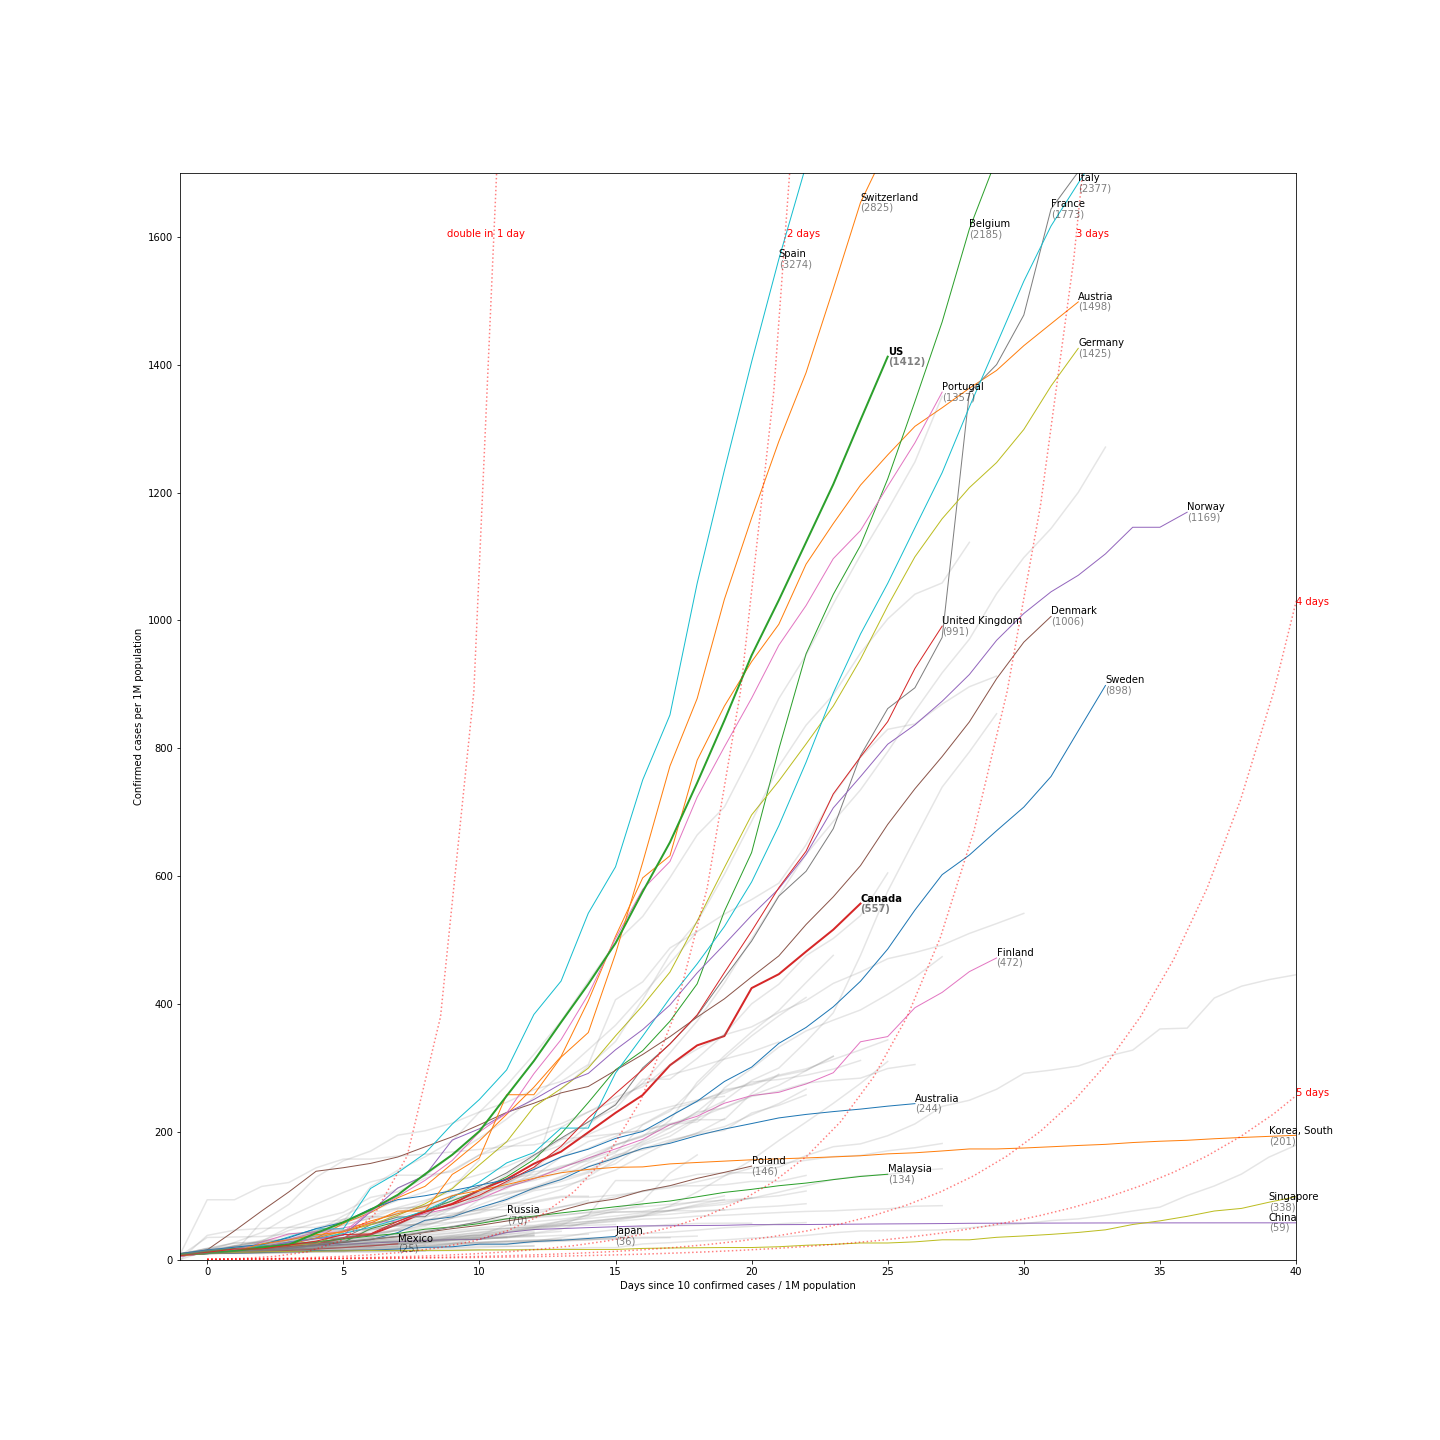 Italy
(2377)
Switzerland
(2825)
France
(1773)
Belgium
(2185)
double in 1 day
2 days
3 days
1600
Spain
(3274)
Austria
(1498)
Germany
(1425)
US
(1412)
1400
Portugal
(1357)
1200
Norway
(1169)
Denmark
(1006)
4 days
United Kingdom
(991)
1000
Sweden
(898)
800
Confirmed cases per 1M population
600
Canada
(557)
Finland
(472)
400
Australia
(244)
5 days
200
Korea, South
(201)
Poland
(146)
Malaysia
(134)
Singapore
(338)
Russia
(70)
China
(59)
Japan
(36)
Mexico
(25)
0
0 5 10 15 20 25 30 35 40
Days since 10 confirmed cases / 1M population